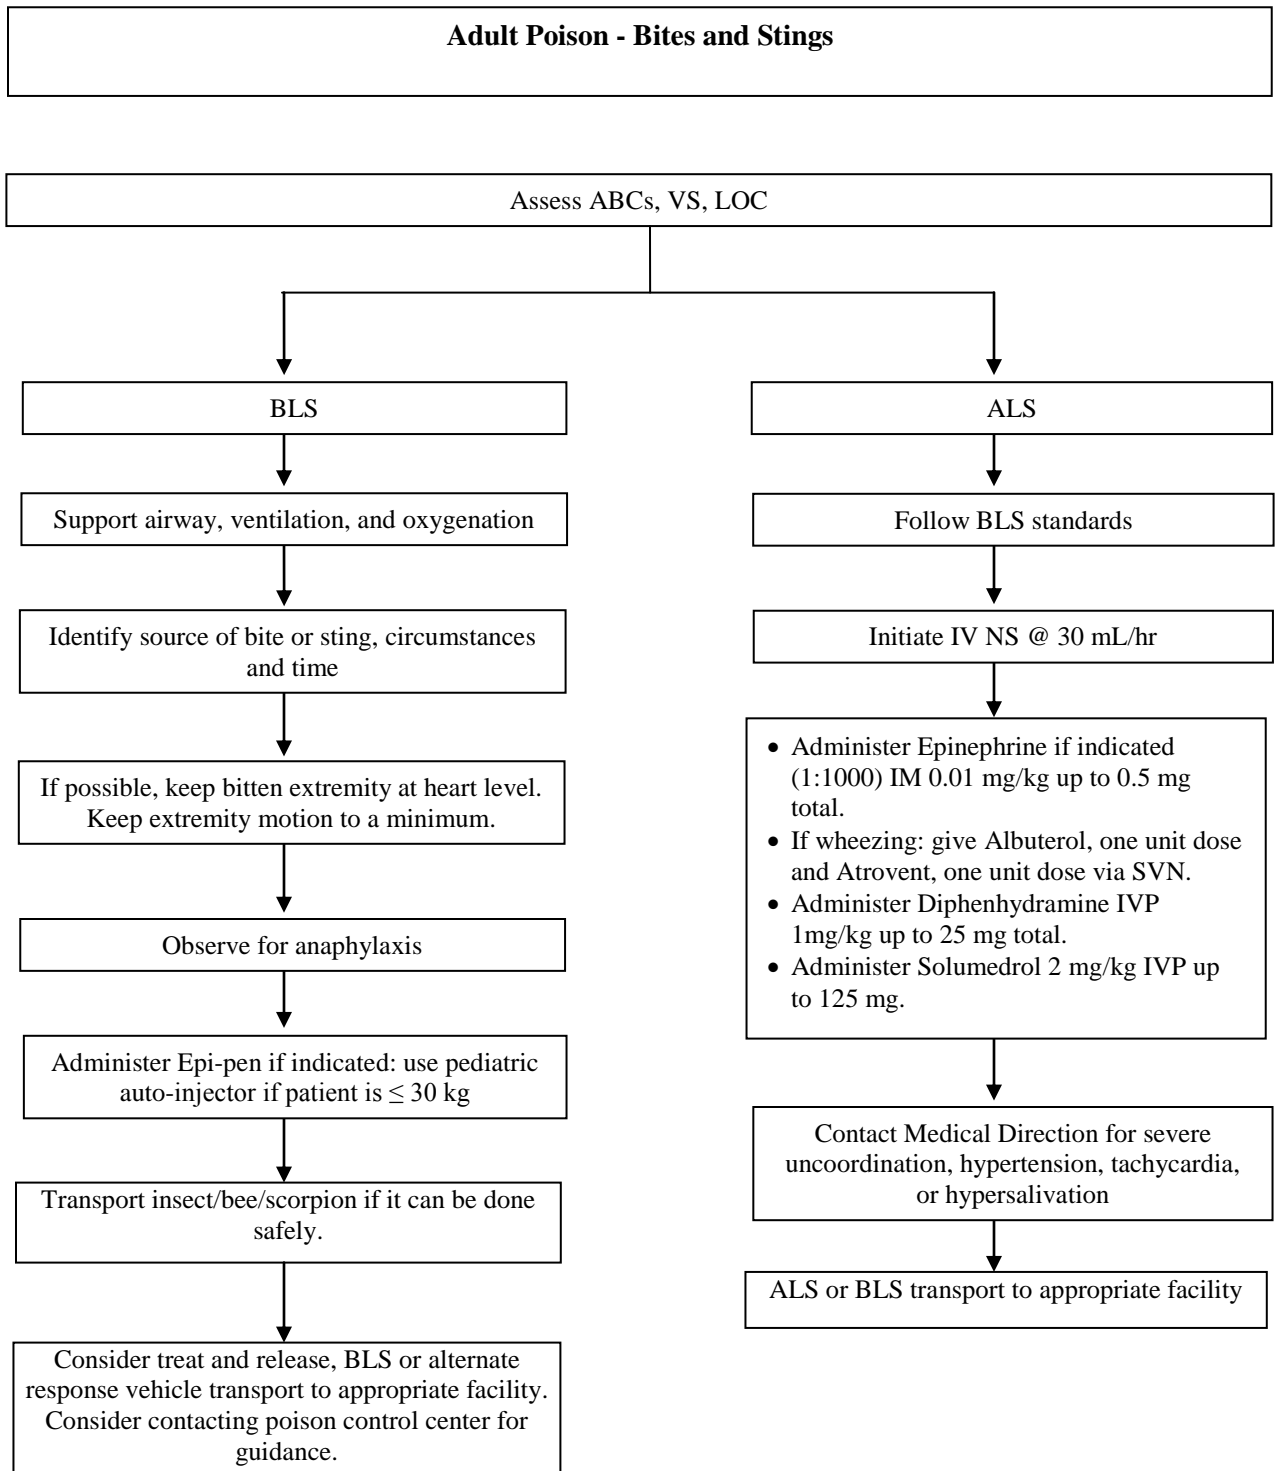 Adult Poison - Bites and Stings
Assess ABCs, VS, LOC
BLS
Support airway, ventilation, and oxygenation
Identify source of bite or sting, circumstances
and time
If possible, keep bitten extremity at heart level.
Keep extremity motion to a minimum.
Observe for anaphylaxis
Administer Epi-pen if indicated: use pediatric
auto-injector if patient is ≤ 30 kg
Transport insect/bee/scorpion if it can be done
safely.
Consider treat and release, BLS or alternate
response vehicle transport to appropriate facility.
Consider contacting poison control center for
guidance.
ALS
Follow BLS standards
Initiate IV NS @ 30 mL/hr
• Administer Epinephrine if indicated
(1:1000) IM 0.01 mg/kg up to 0.5 mg
total.
• If wheezing: give Albuterol, one unit dose
and Atrovent, one unit dose via SVN.
• Administer Diphenhydramine IVP
1mg/kg up to 25 mg total.
• Administer Solumedrol 2 mg/kg IVP up
to 125 mg.
Contact Medical Direction for severe
uncoordination, hypertension, tachycardia,
or hypersalivation
ALS or BLS transport to appropriate facility